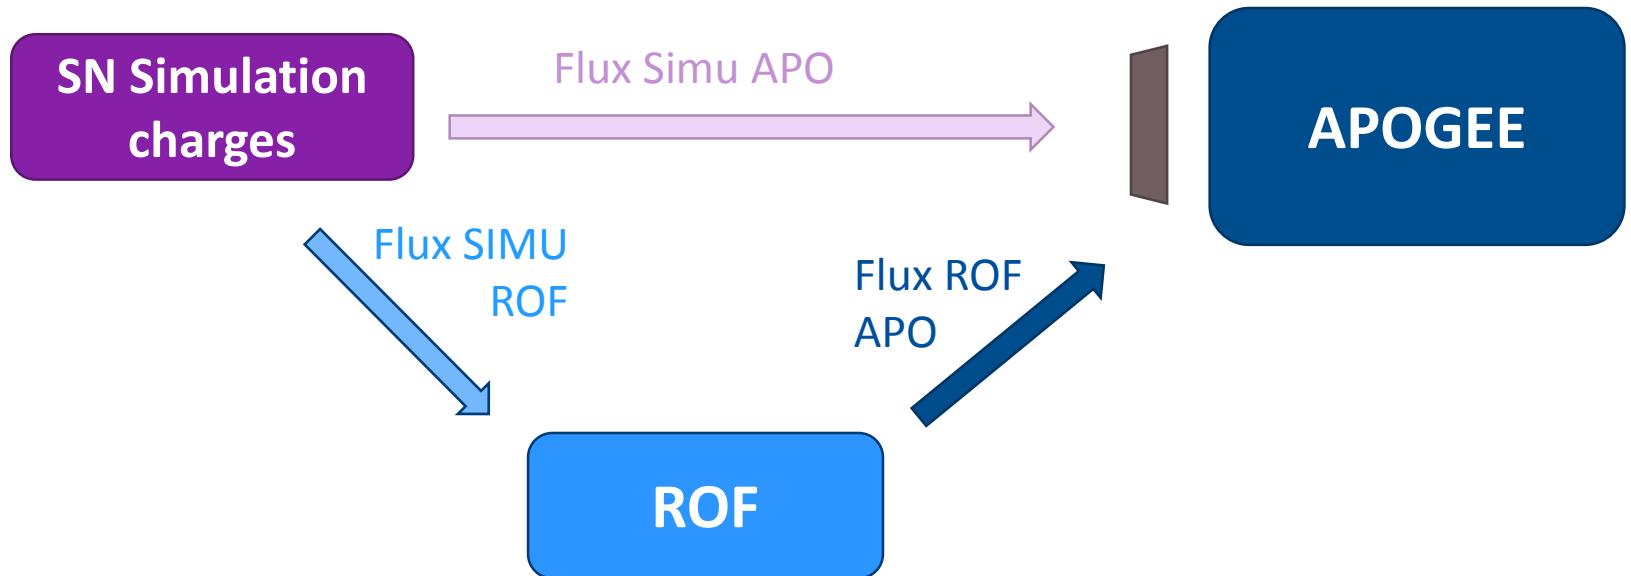 SN Simulation
charges
Flux Simu APO
APOGEE
Flux SIMU
ROF
Flux ROF
APO
ROF